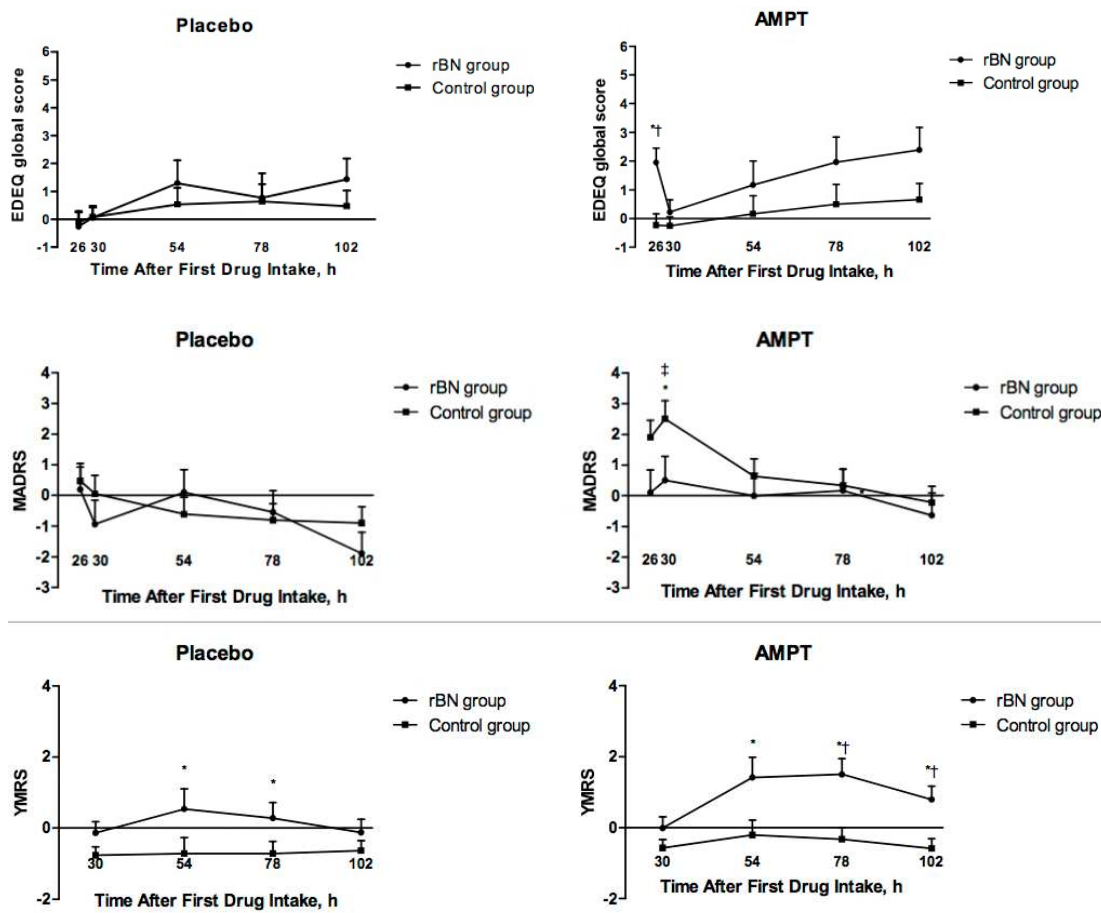 Placebo
EDEQ global score
6
5
4
3
2
1
0
-1
26 30 54 78 102
Time After First Drug Intake, h
rBN group
Control group
AMPT
EDEQ global score
6
5
4
3
2
1
0
-1
*†
26 30 54 78 102
Time After First Drug Intake, h
rBN group
Control group
Placebo
MADRS
4
3
2
1
0
-1
-2
-3
26 30 54 78 102
Time After First Drug Intake, h
rBN group
Control group
AMPT
MADRS
4
3
2
1
0
-1
-2
-3
‡
*
*
26 30 54 78 102
Time After First Drug Intake, h
rBN group
Control group
Placebo
YMRS
4
2
0
-2
* *
30 54 78 102
Time After First Drug Intake, h
rBN group
Control group
AMPT
YMRS
4
2
0
-2
* *† *†
30 54 78 102
Time After First Drug Intake, h
rBN group
Control group